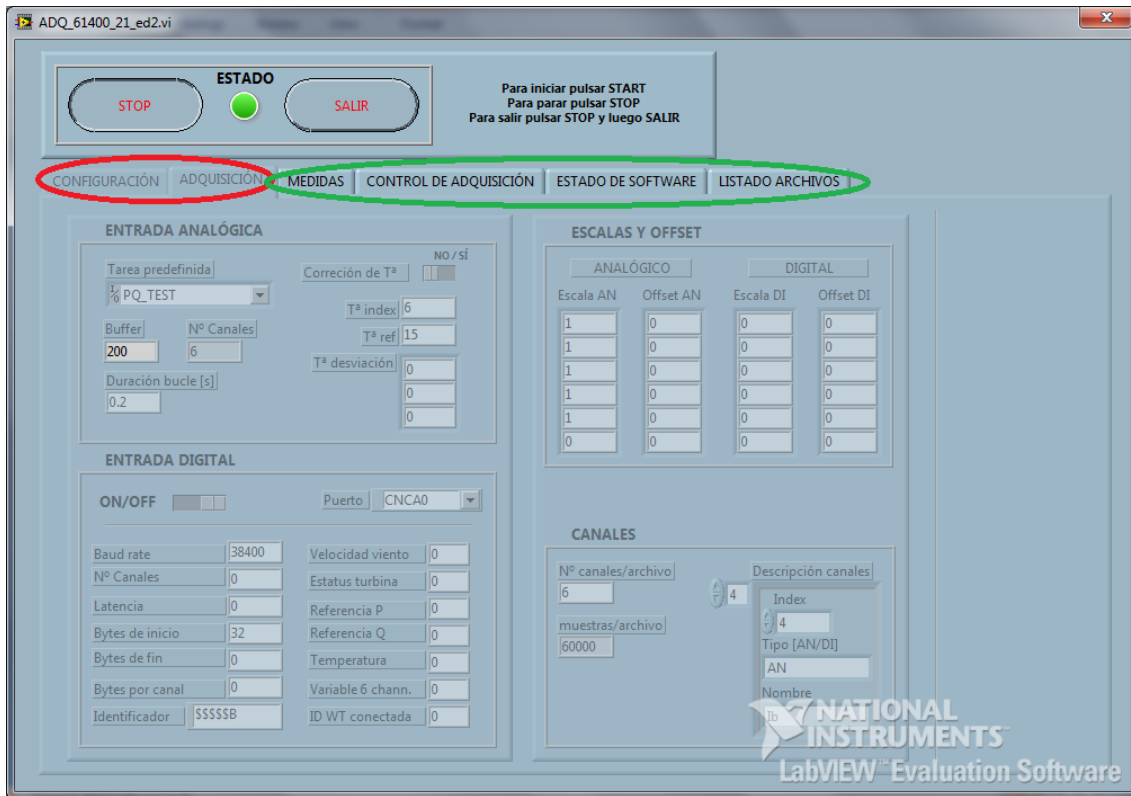 ADQ_61400_21_ed2.vi
STOP
ESTADO
SALIR
Para iniciar pulsar START
Para parar pulsar STOP
Para salir pulsar STOP y luego SALIR
CONFIGURACIÓN
ADQUISICIÓN
MEDIDAS
CONTROL DE ADQUISICIÓN
ESTADO DE SOFTWARE
LISTADO ARCHIVOS
ENTRADA ANALÓGICA
Tarea predefinida
PQ_TEST
Buffer
200
Nº Canales
6
Duración bucle [s]
0.2
NO / SÍ
Correción de Tª
Tª index 6
Tª ref 15
Tª desviación 0
0
0
ENTRADA DIGITAL
ON/OFF
Puerto CNCA0
Baud rate 38400
Nº Canales 0
Latencia 0
Bytes de inicio 32
Bytes de fin 0
Bytes por canal 0
Identificador $$$$$B
Velocidad viento 0
Estatus turbina 0
Referencia P 0
Referencia Q 0
Temperatura 0
Variable 6 chann. 0
ID WT conectada 0
ESCALAS Y OFFSET
ANALÓGICO DIGITAL
Escala AN Offset AN Escala DI Offset DI
1 0 0 0
1 0 0 0
1 0 0 0
1 0 0 0
1 0 0 0
0 0 0 0
CANALES
Nº canales/archivo
6
muestras/archivo
60000
4
Descripción canales
Index
4
Tipo [AN/DI]
AN
Nombre
Ib
NATIONAL
INSTRUMENTS
LabVIEW™ Evaluation Software